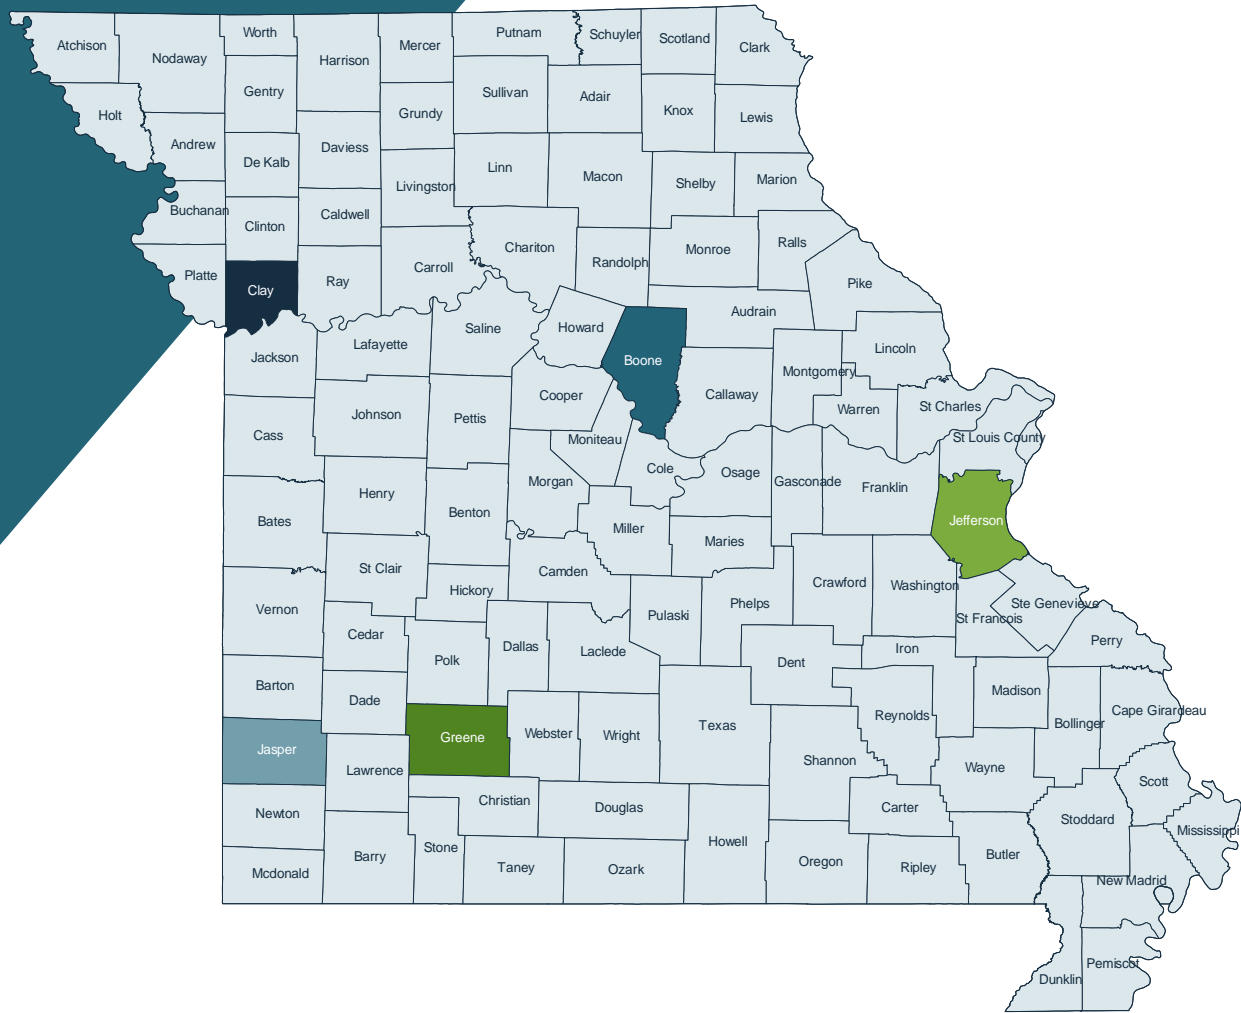 Worth
Putnam
Schuyler
Scotland
Atchison
Mercer
Clark
Nodaway
Harrison
Gentry
Sullivan
Adair
Knox
Holt
Grundy
Lewis
Andrew
Daviess
De Kalb
Linn
Macon
Shelby
Marion
Livingston
Buchanan
Caldwell
Clinton
Chariton
Monroe
Ralls
Randolph
Carroll
Platte
Ray
Pike
Clay
Audrain
Saline
Howard
Lafayette
Lincoln
Jackson
Boone
Montgomery
Cooper
Callaway
St Charles
Warren
Johnson
Pettis
Cass
Moniteau
St Louis County
Cole
Osage
Morgan
Gasconade
Franklin
Henry
Benton
Bates
Jefferson
Miller
Maries
St Clair
Camden
Crawford
Washington
Hickory
Phelps
Ste Genevieve
Vernon
Pulaski
St Francois
Cedar
Perry
Dallas
Laclede
Iron
Polk
Dent
Barton
Madison
Dade
Cape Girardeau
Reynolds
Bollinger
Texas
Webster
Wright
Greene
Jasper
Shannon
Wayne
Lawrence
Scott
Christian
Douglas
Carter
Newton
Stoddard
Mississippi
Howell
Stone
Butler
Barry
Oregon
Ripley
Taney
Ozark
Mcdonald
New Madrid
Pemiscot
Dunklin